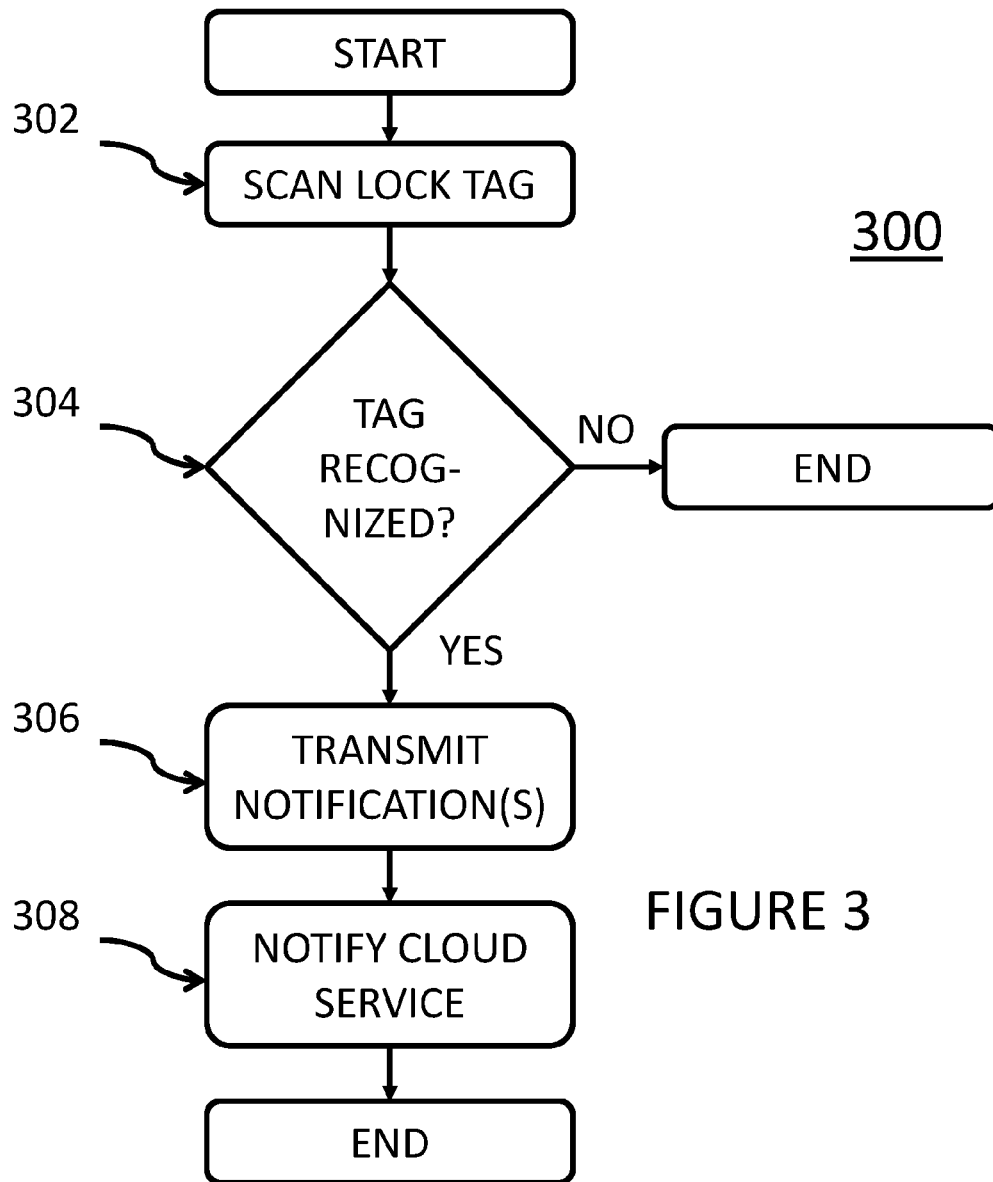 START
302
SCAN LOCK TAG
300
304
TAG
RECOG-
NIZED?
NO
END
YES
306
TRANSMIT
NOTIFICATION(S)
308
NOTIFY CLOUD
SERVICE
FIGURE 3
END